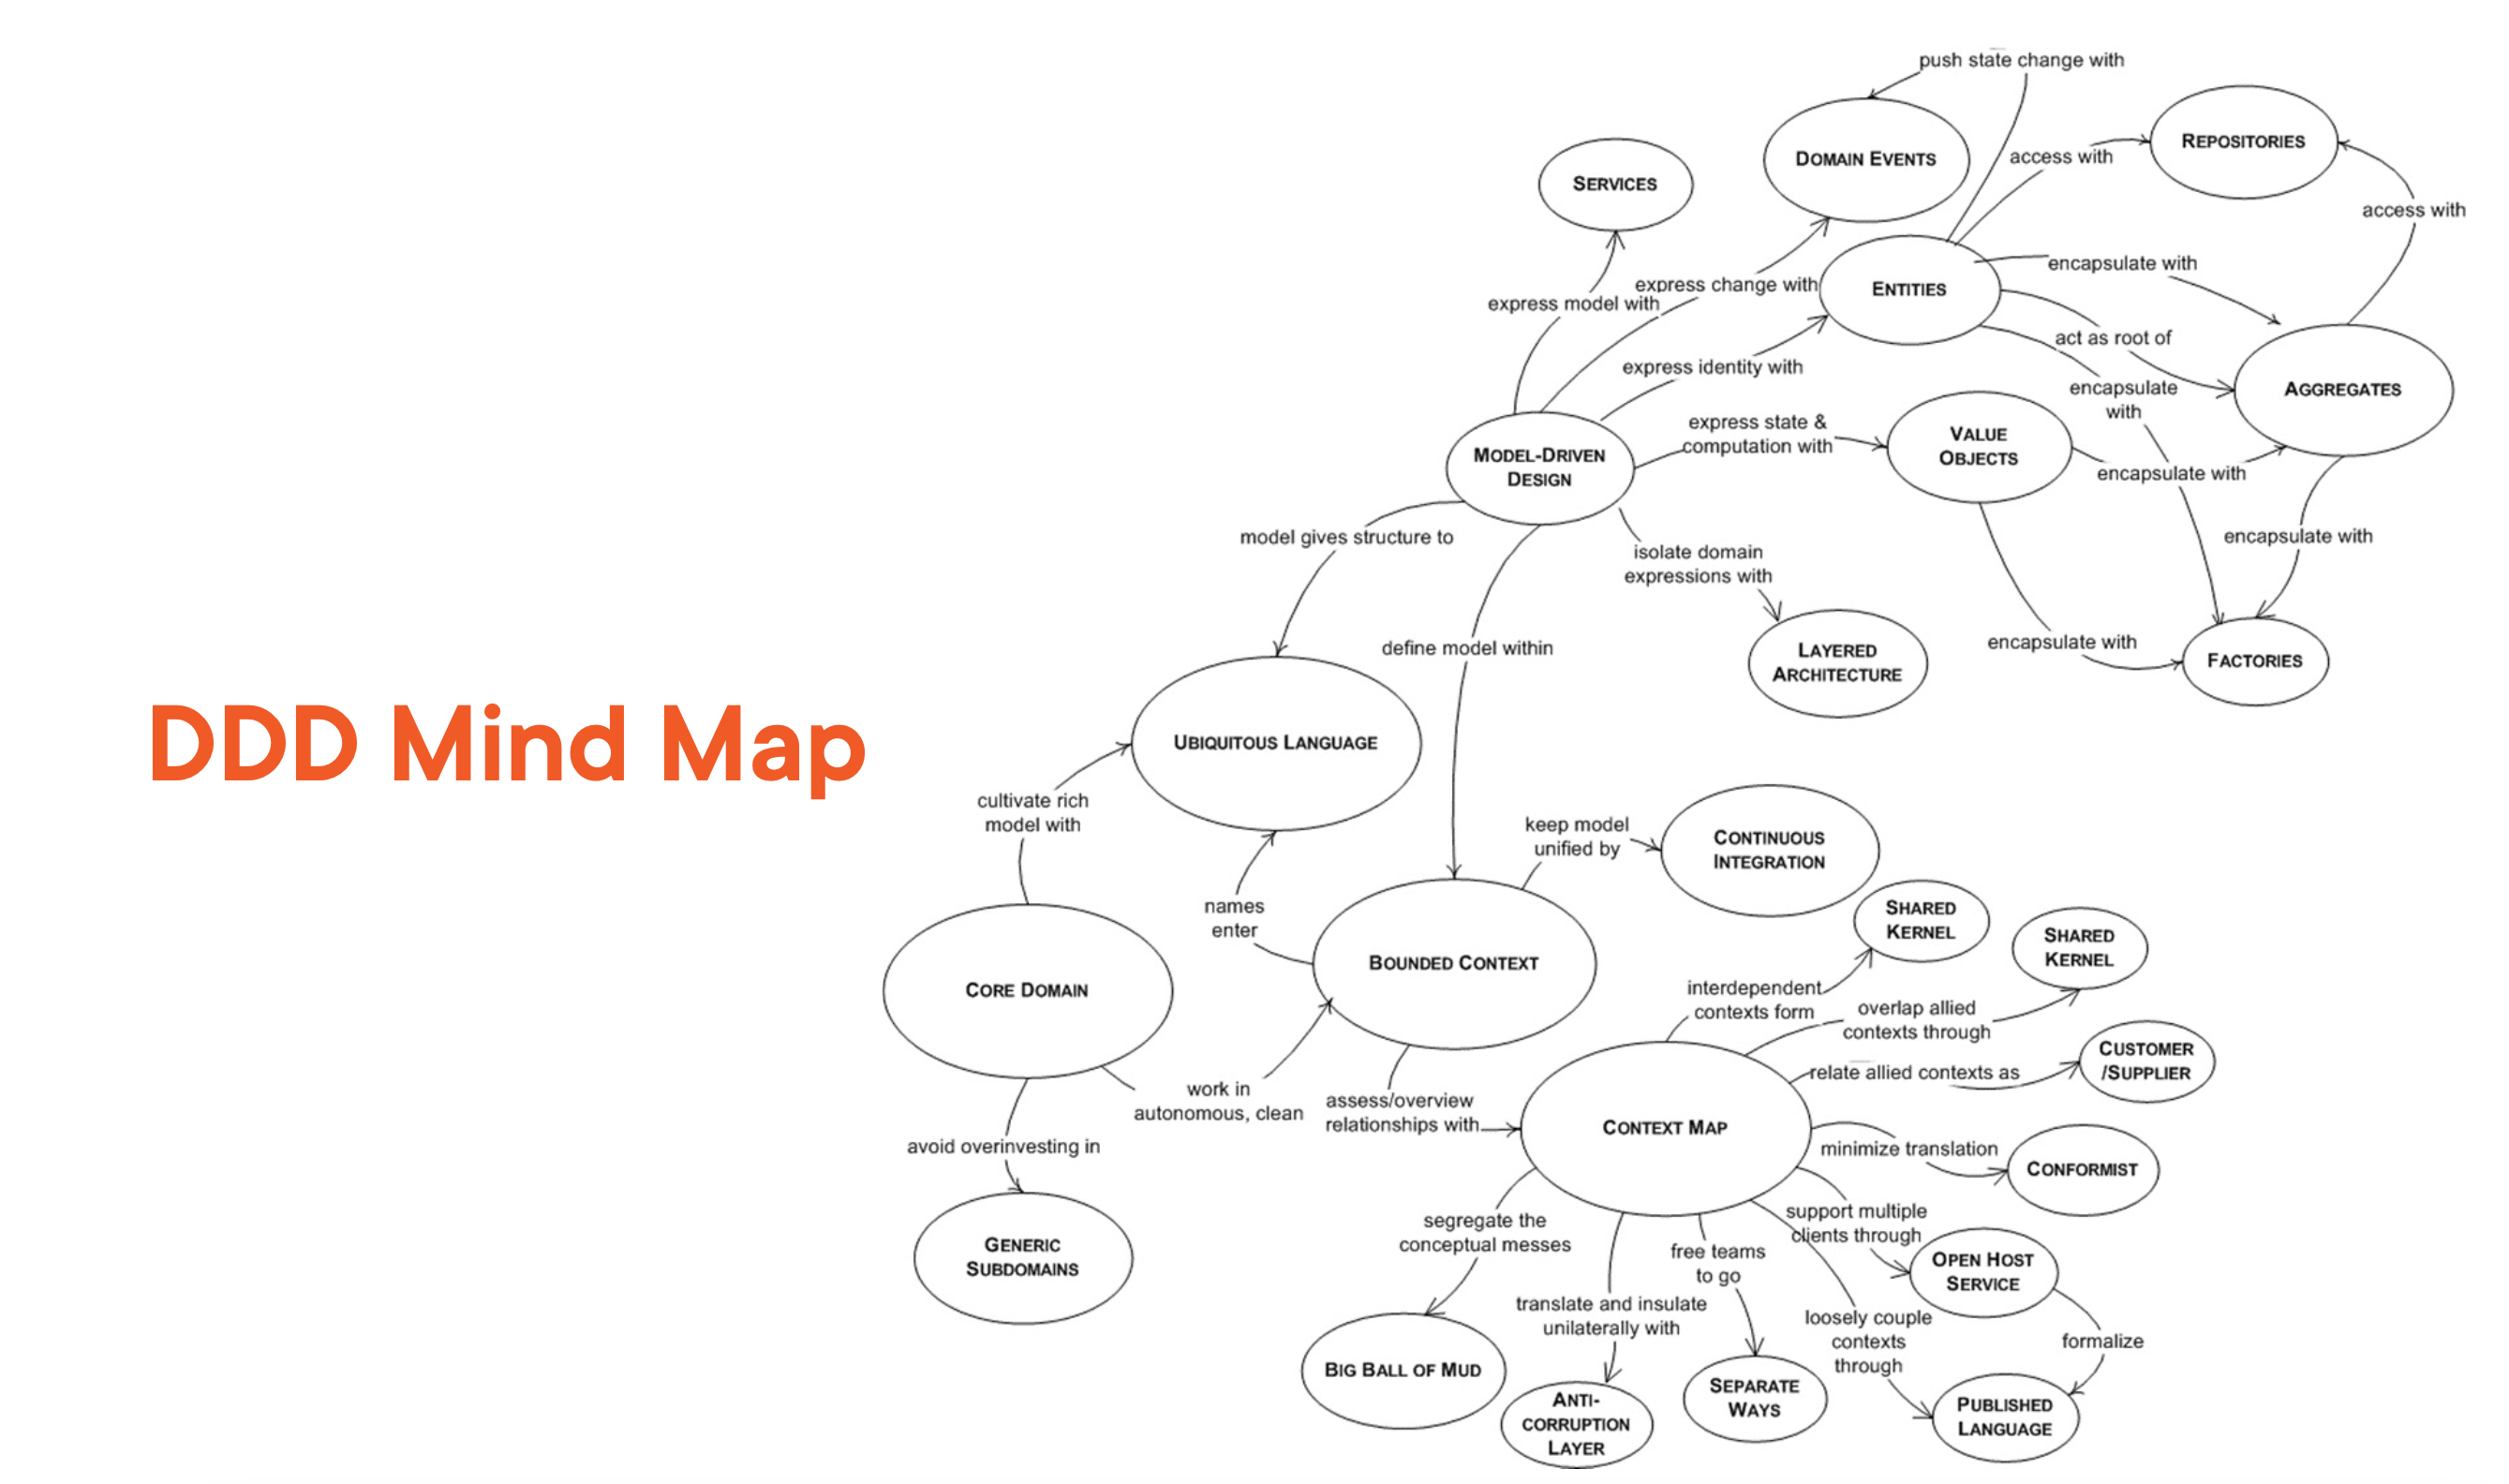 DDD Mind Map
push state change with
DOMAIN EVENTS
REPOSITORIES
access with
SERVICES
access with
express change with
express model with
ENTITIES
encapsulate with
act as root of
express identity with
encapsulate
with
AGGREGATES
express state &
computation with
VALUE
OBJECTS
encapsulate with
MODEL-DRIVEN
DESIGN
model gives structure to
isolate domain
expressions with
encapsulate with
define model within
LAYERED
ARCHITECTURE
encapsulate with
FACTORIES
UBIQUITOUS LANGUAGE
cultivate rich
model with
keep model
unified by
CONTINUOUS
INTEGRATION
names
enter
SHARED
KERNEL
SHARED
KERNEL
CORE DOMAIN
BOUNDED CONTEXT
interdependent
contexts form
overlap allied
contexts through
CUSTOMER
/SUPPLIER
relate allied contexts as
work in
autonomous, clean
assess/overview
relationships with
CONTEXT MAP
minimize translation
CONFORMIST
avoid overinvesting in
GENERIC
SUBDOMAINS
segregate the
conceptual messes
support multiple
clients through
free teams
to go
OPEN HOST
SERVICE
translate and insulate
unilaterally with
loosely couple
contexts
through
formalize
BIG BALL OF MUD
ANTI-
CORRUPTION
LAYER
SEPARATE
WAYS
PUBLISHED
LANGUAGE